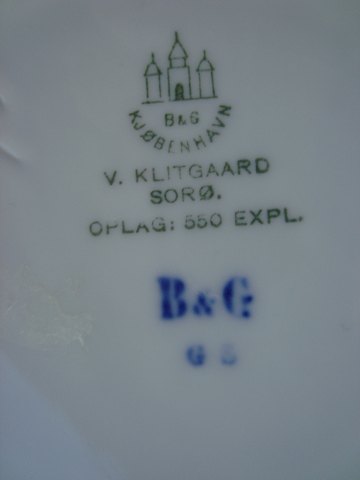 B&G
KJØBENHAVN
V. KLITGAARD
SORØ.
OPLAG: 550 EXPL.
B&G